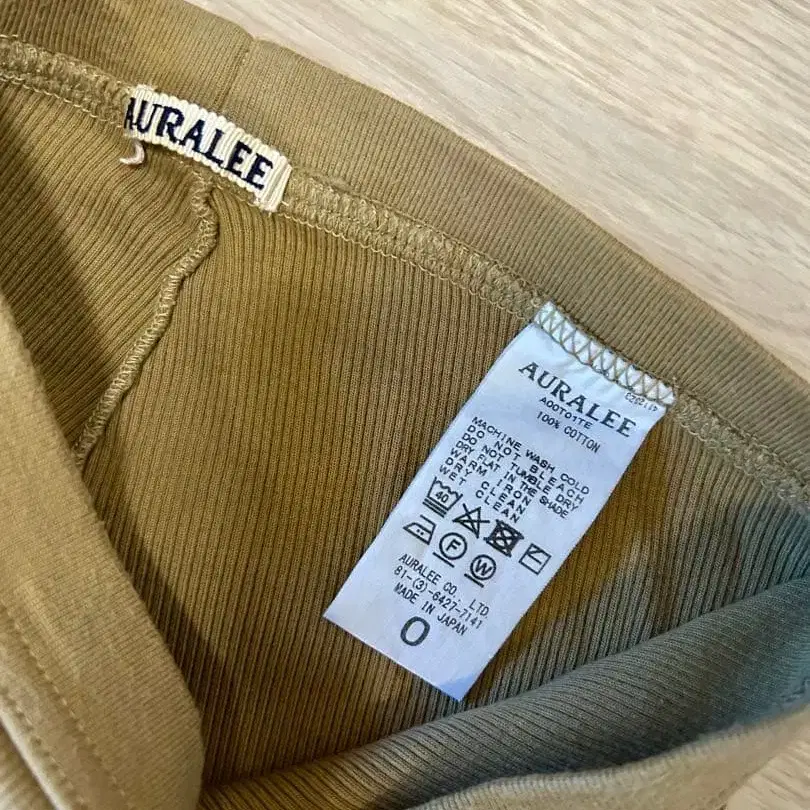 AURALEE
AURALEE
A00T01TE
100% COTTON
MACHINE WASH COLD
DO NOT BLEACH
DO NOT TUMBLE DRY
DRY FLAT IN THE SHADE
WARM IRON
DRY CLEAN
WET CLEAN
40
F
W
AURALEE CO., LTD.
81-(3)-6427-7141
MADE IN JAPAN
0